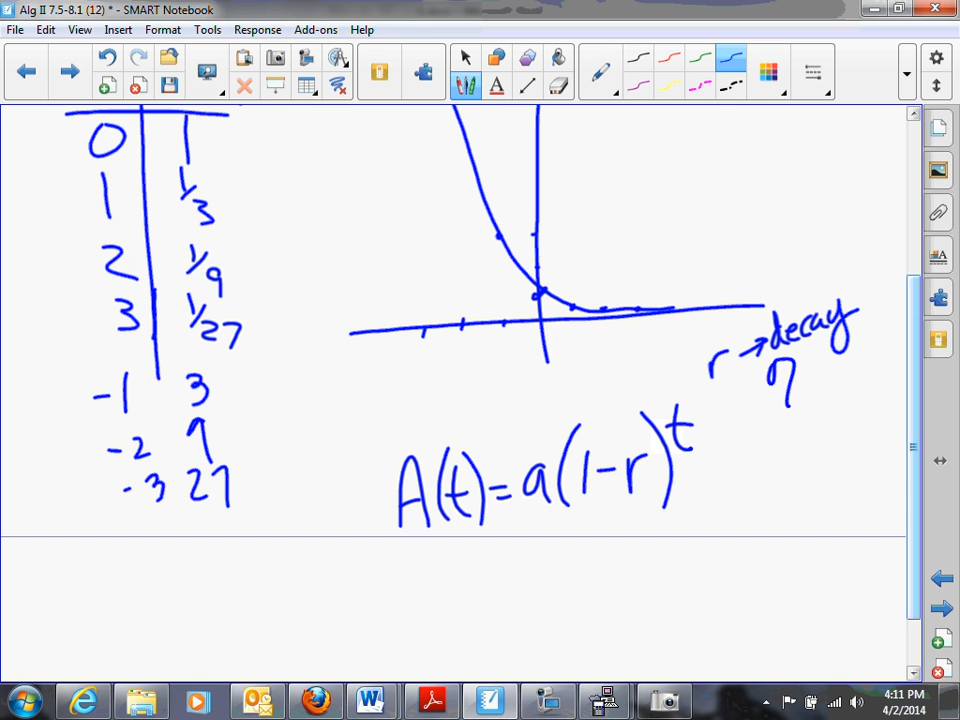 Alg II 7.5-8.1 (12) * - SMART Notebook
File Edit View Insert Format Tools Response Add-ons Help
0 1
1 1/3
2 1/9
3 1/27
-1 3
-2 9
-3 27
r → decay
A(t) = a(1-r)^t
4:11 PM
4/2/2014